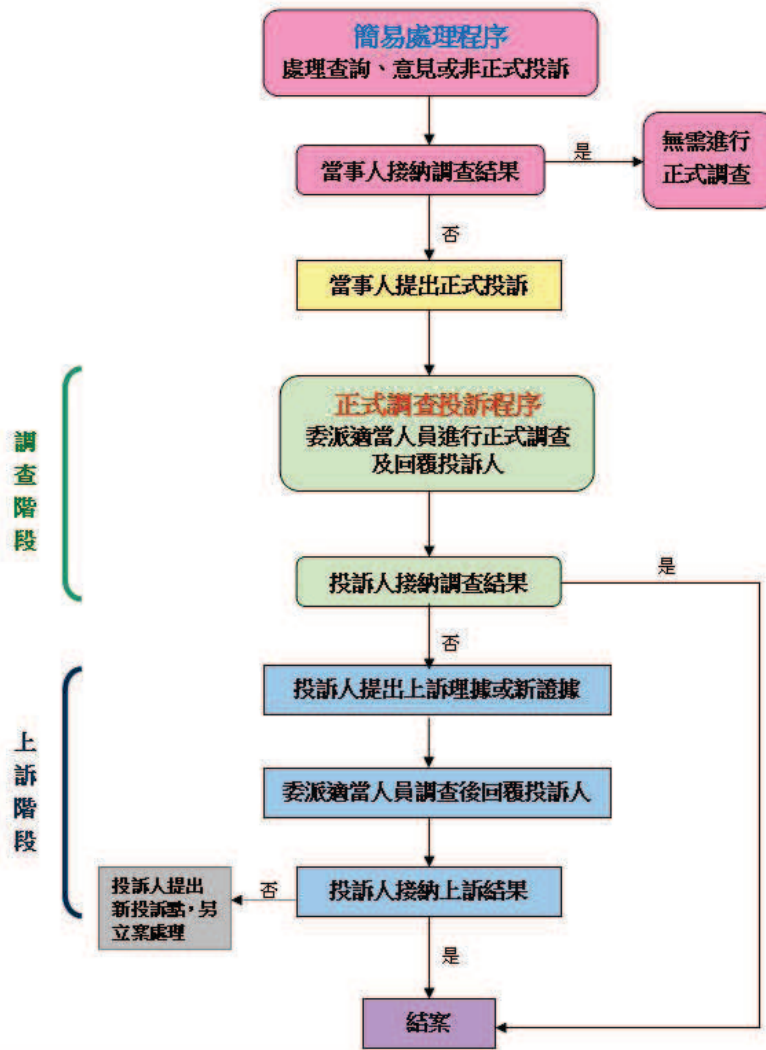 簡易處理程序
處理查詢、意見或非正式投訴
當事人接納調查結果
是
無需進行
正式調查
否
當事人提出正式投訴
調查階段
正式調查投訴程序
委派適當人員進行正式調查
及回覆投訴人
投訴人接納調查結果
是
否
上訴階段
投訴人提出上訴理據或新證據
委派適當人員調查後回覆投訴人
投訴人接納上訴結果
否
投訴人提出
新投訴點，另
立案處理
是
結案